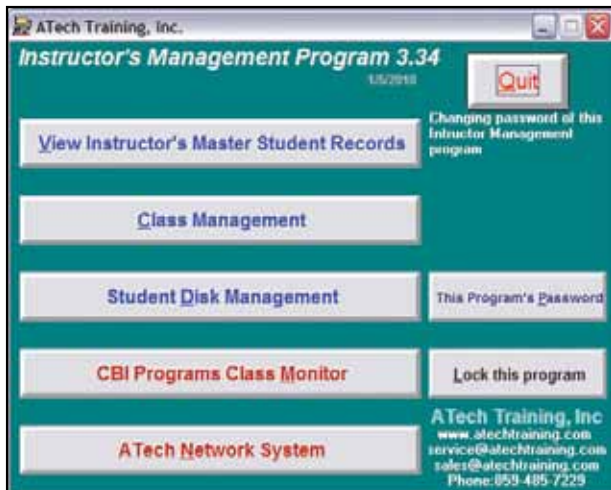 ATech Training, inc.
Instructor's Management Program 3.34
1/5/2010
Quit
Changing password of this
Intructor Management
program
View Instructor's Master Student Records
Class Management
Student Disk Management
This Program's Password
CBI Programs Class Monitor
Lock this program
ATech Network System
ATech Training, Inc
www.atechtraining.com
service@atechtraining.com
sales@atechtraining.com
Phone:859-485-7229